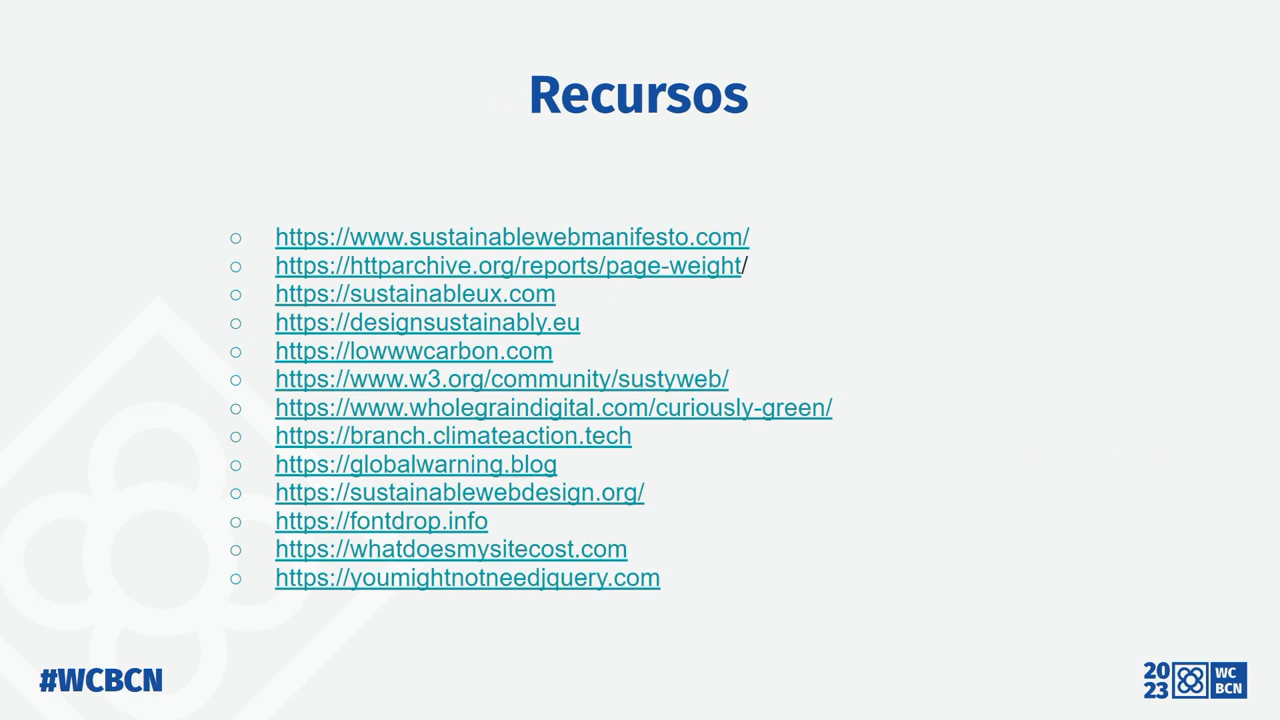 Recursos
○ https://www.sustainablewebmanifesto.com/
○ https://httparchive.org/reports/page-weight/
○ https://sustainableux.com
○ https://designsustainably.eu
○ https://lowwwcarbon.com
○ https://www.w3.org/community/sustyweb/
○ https://www.wholegraindigital.com/curiously-green/
○ https://branch.climateaction.tech
○ https://globalwarning.blog
○ https://sustainablewebdesign.org/
○ https://fontdrop.info
○ https://whatdoesmysitecost.com
○ https://youmightnotneedjquery.com
#WCBCN
20 WC
23 BCN